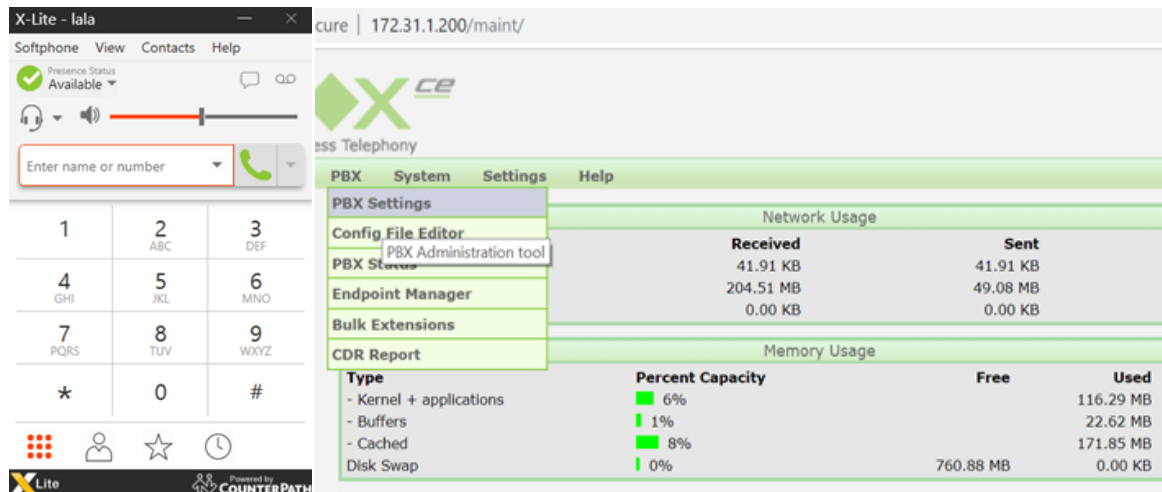 X-Lite - lala
Softphone View Contacts Help
Presence Status
Available
Enter name or number
1
2
ABC
3
DEF
4
GHI
5
JKL
6
MNO
7
PQRS
8
TUV
9
WXYZ
*
0
#
X Lite
Powered by
COUNTERPATH
cure | 172.31.1.200/maint/
X ce
ess Telephony
PBX System Settings Help
PBX Settings
Config File Editor
PBX Administration tool
PBX Status
Endpoint Manager
Bulk Extensions
CDR Report
Network Usage
Received Sent
41.91 KB 41.91 KB
204.51 MB 49.08 MB
0.00 KB 0.00 KB
Memory Usage
Type Percent Capacity Free Used
- Kernel + applications 6% 116.29 MB
- Buffers 1% 22.62 MB
- Cached 8% 171.85 MB
Disk Swap 0% 760.88 MB 0.00 KB